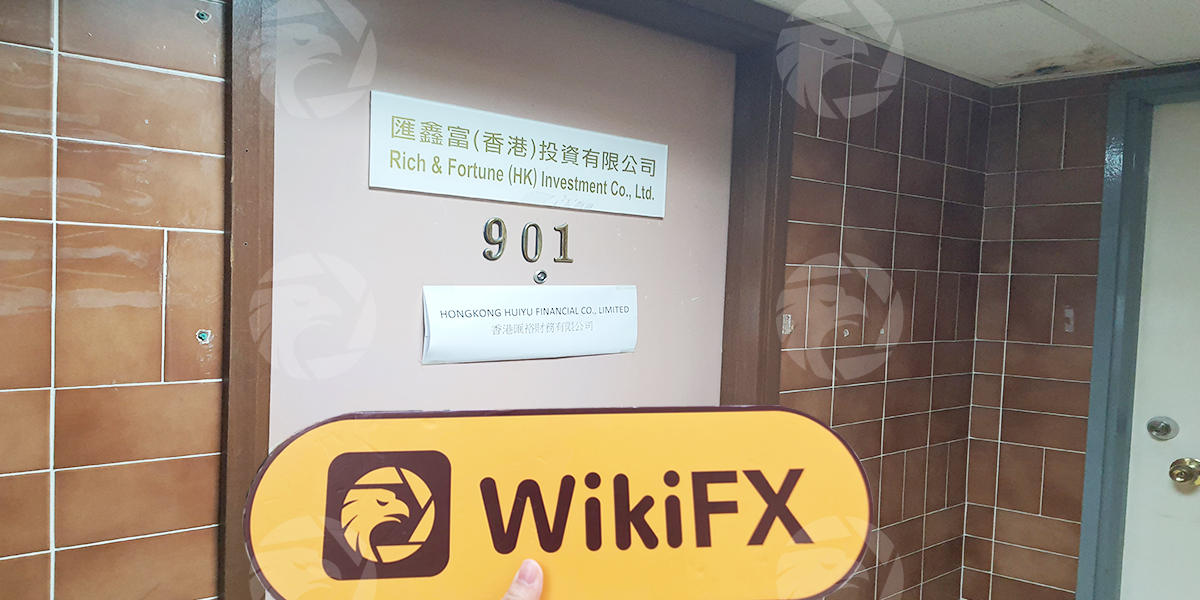 匯鑫富(香港)投資有限公司
Rich & Fortune (HK) Investment Co., Ltd.
901
HONGKONG HUIYU FINANCIAL CO., LIMITED
香港匯裕財務有限公司
WikiFX